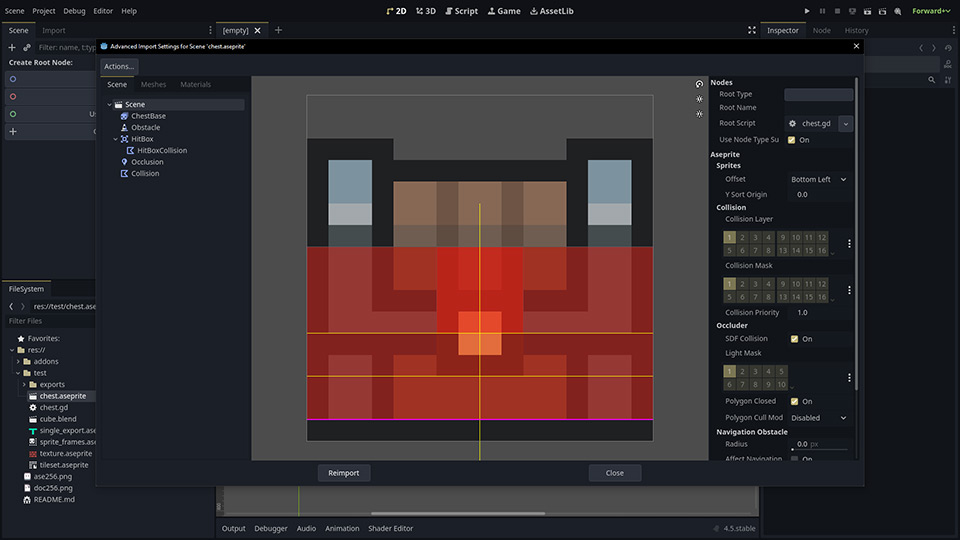 Scene Project Debug Editor Help
2D 3D Script Game AssetLib
Forward+
Scene Import
[empty]
Inspector Node History
Filter: name, t:typ
Create Root Node:
Advanced Import Settings for Scene 'chest.aseprite'
Actions...
Scene Meshes Materials
Scene
ChestBase
Obstacle
HitBox
HitBoxCollision
Occlusion
Collision
Nodes
Root Type
Root Name
Root Script chest.gd
Use Node Type Su On
Aseprite
Sprites
Offset Bottom Left
Y Sort Origin 0.0
Collision
Collision Layer
1 2 3 4 9 10 11 12
5 6 7 8 13 14 15 16
Collision Mask
1 2 3 4 9 10 11 12
5 6 7 8 13 14 15 16
Collision Priority 1.0
Occluder
SDF Collision On
Light Mask
1 2 3 4 5
6 7 8 9 10
Polygon Closed On
Polygon Cull Mod Disabled
Navigation Obstacle
Radius 0.0 px
Affect Navigation On
Reimport Close
FileSystem
res://test/chest.ase
Filter Files
Favorites:
res://
addons
test
exports
chest.aseprite
chest.gd
cube.blend
single_export.ase
sprite_frames.ase
texture.aseprite
tileset.aseprite
ase256.png
doc256.png
README.md
Output Debugger Audio Animation Shader Editor
4.5.stable